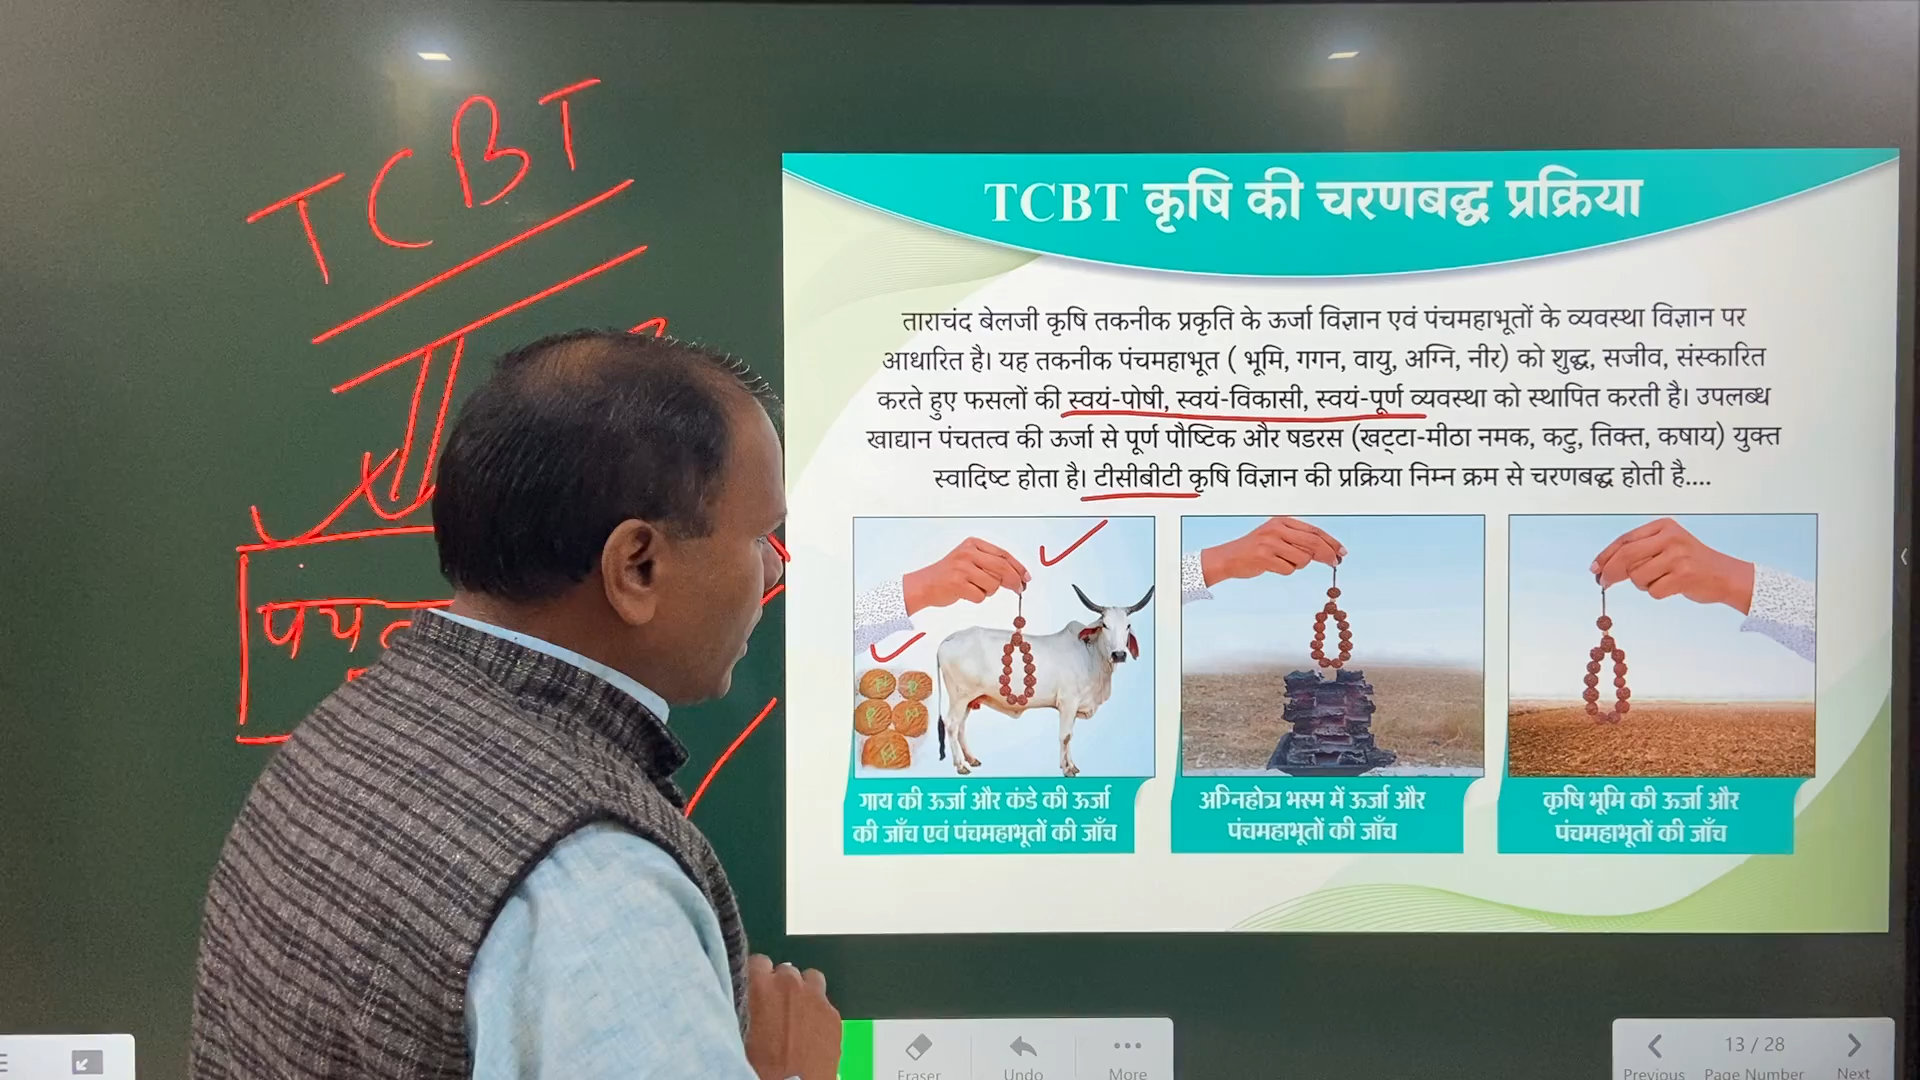 TCBT
TCBT कृषि की चरणबद्ध प्रक्रिया
ताराचंद बेलजी कृषि तकनीक प्रकृति के ऊर्जा विज्ञान एवं पंचमहाभूतों के व्यवस्था विज्ञान पर
आधारित है। यह तकनीक पंचमहाभूत ( भूमि, गगन, वायु, अग्नि, नीर) को शुद्ध, सजीव, संस्कारित
करते हुए फसलों की स्वयं-पोषी, स्वयं-विकासी, स्वयं-पूर्ण व्यवस्था को स्थापित करती है। उपलब्ध
खाद्यान पंचतत्व की ऊर्जा से पूर्ण पौष्टिक और षडरस (खट्टा-मीठा नमक, कटु, तिक्त, कषाय) युक्त
स्वादिष्ट होता है। टीसीबीटी कृषि विज्ञान की प्रक्रिया निम्न क्रम से चरणबद्ध होती है....
गाय की ऊर्जा और कंडे की ऊर्जा
की जाँच एवं पंचमहाभूतों की जाँच
अग्निहोत्र भस्म में ऊर्जा और
पंचमहाभूतों की जाँच
कृषि भूमि की ऊर्जा और
पंचमहाभूतों की जाँच
Eraser
Undo
More
13 / 28
Previous
Page Number
Next